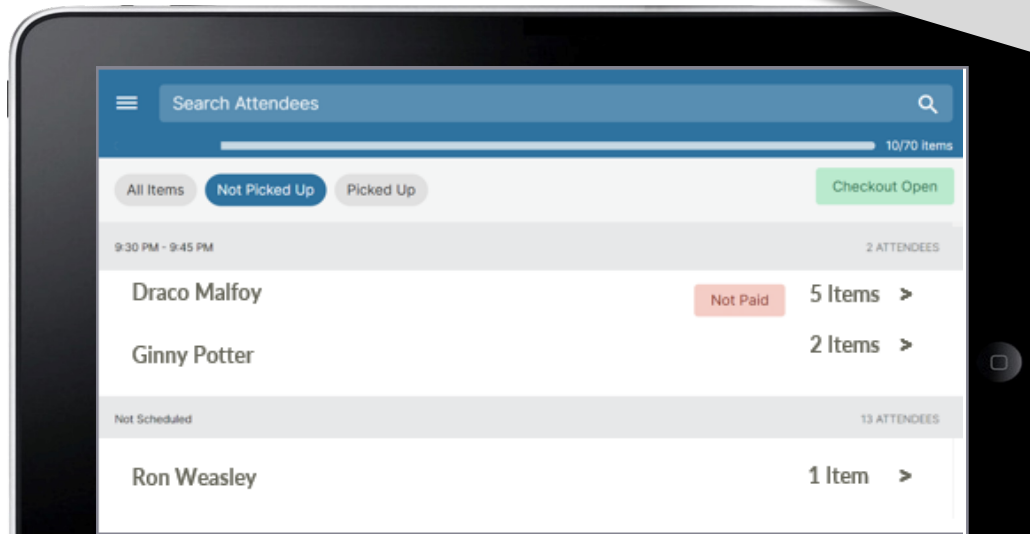 Search Attendees
10/70 items
All Items Not Picked Up Picked Up Checkout Open
9:30 PM - 9:45 PM 2 ATTENDEES
Draco Malfoy Not Paid 5 Items >
Ginny Potter 2 Items >
Not Scheduled 13 ATTENDEES
Ron Weasley 1 Item >